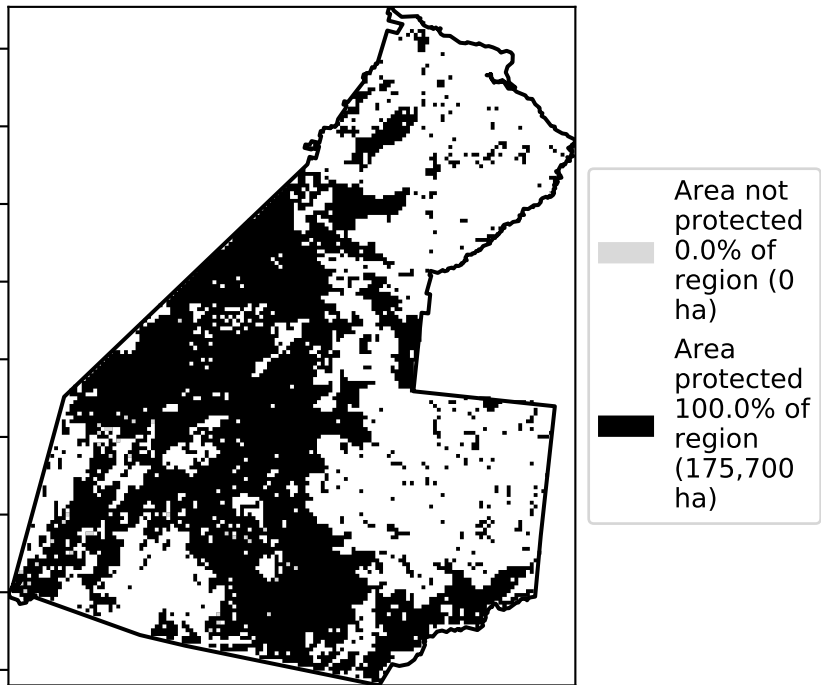 Area not
protected
0.0% of
region (0
ha)
Area
protected
100.0% of
region
(175,700
ha)